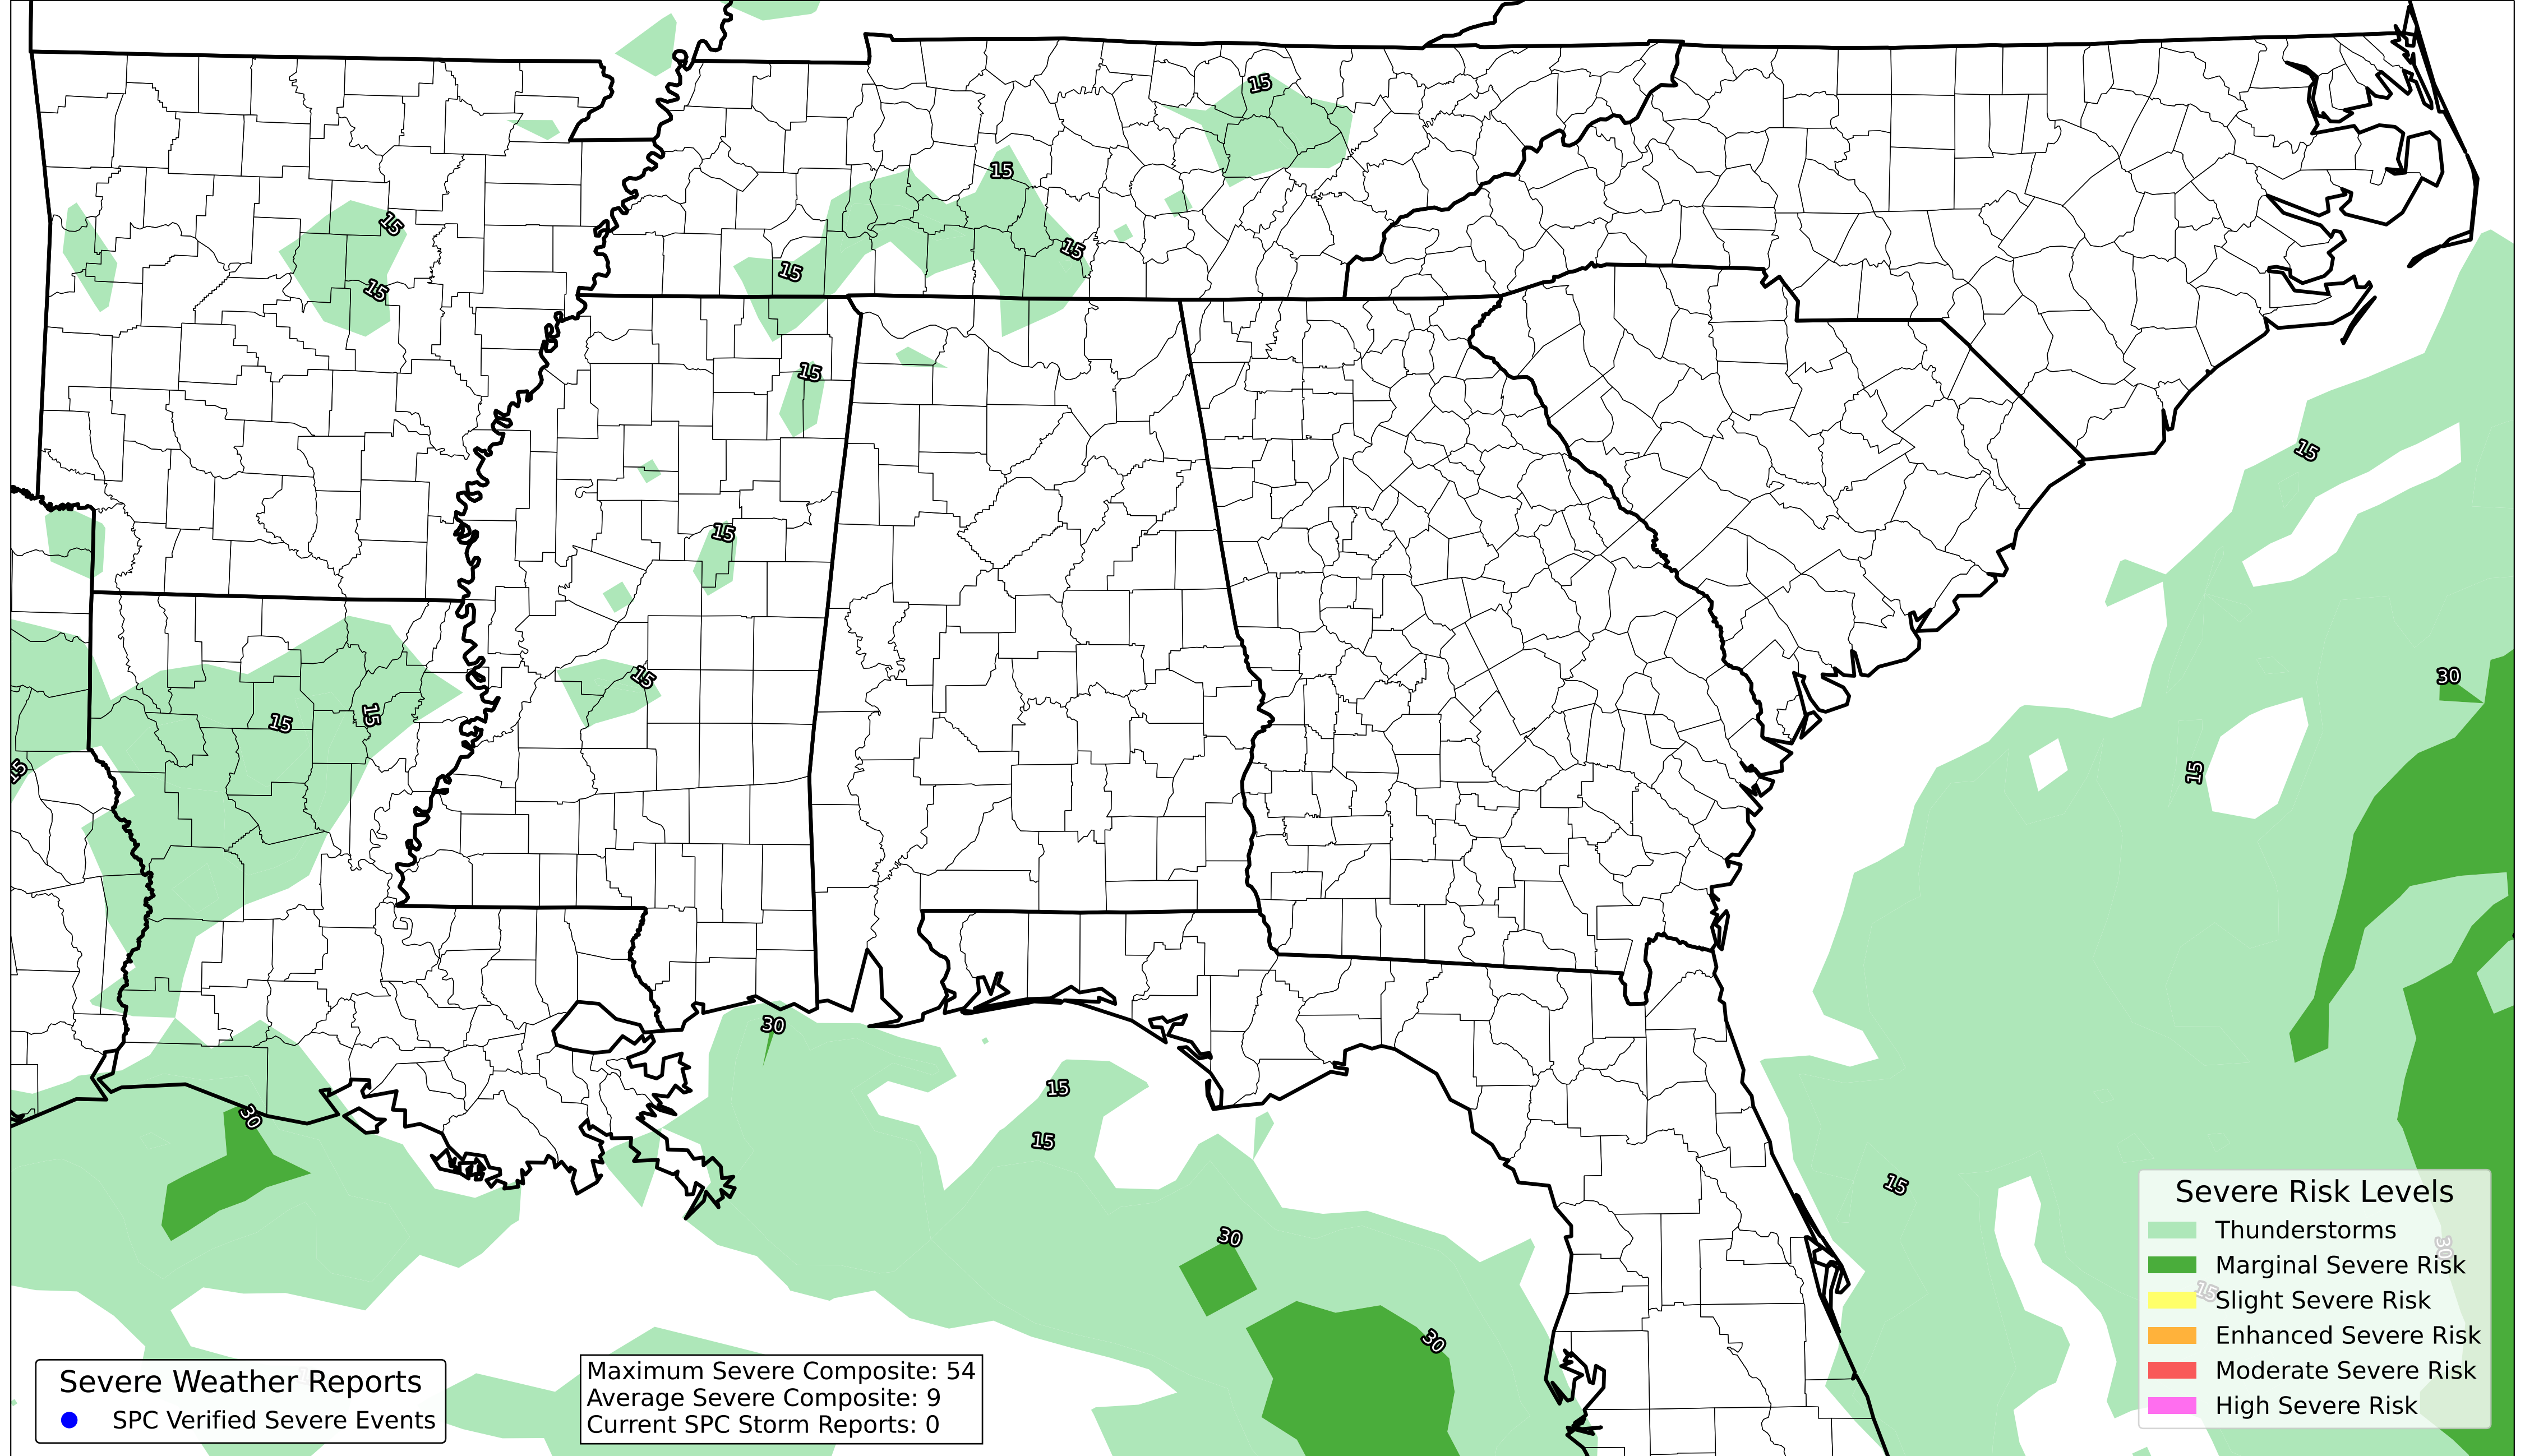 15
15
15
15
15
15
15
15
15
15
30
15
15
15
15
30
30
15
15
15
30
30
Severe Risk Levels
Thunderstorms
Marginal Severe Risk
Slight Severe Risk
Enhanced Severe Risk
Moderate Severe Risk
High Severe Risk
30
15
Severe Weather Reports
SPC Verified Severe Events
Maximum Severe Composite: 54
Average Severe Composite: 9
Current SPC Storm Reports: 0